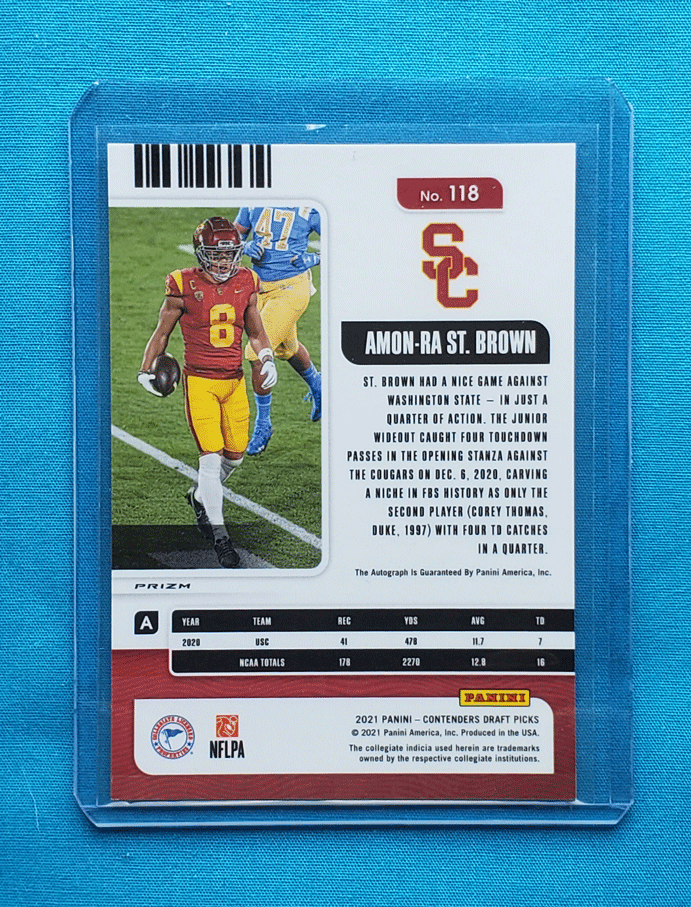 No. 118
SC
47
8
C
AMON-RA ST. BROWN
ST. BROWN HAD A NICE GAME AGAINST
WASHINGTON STATE – IN JUST A
QUARTER OF ACTION. THE JUNIOR
WIDEOUT CAUGHT FOUR TOUCHDOWN
PASSES IN THE OPENING STANZA AGAINST
THE COUGARS ON DEC. 6, 2020, CARVING
A NICHE IN FBS HISTORY AS ONLY THE
SECOND PLAYER (COREY THOMAS,
DUKE, 1997) WITH FOUR TD CATCHES
IN A QUARTER.
The Autograph Is Guaranteed By Panini America, Inc.
PRIZM
A
YEAR TEAM REC YDS AVG TD
2020 USC 41 478 11.7 7
NCAA TOTALS 178 2270 12.8 16
PANINI
2021 PANINI – CONTENDERS DRAFT PICKS
© 2021 Panini America, Inc. Produced in the USA.
The collegiate indicia used herein are trademarks
owned by the respective collegiate institutions.
COLLEGIATE LICENSED PROPERTIES
NFLPA